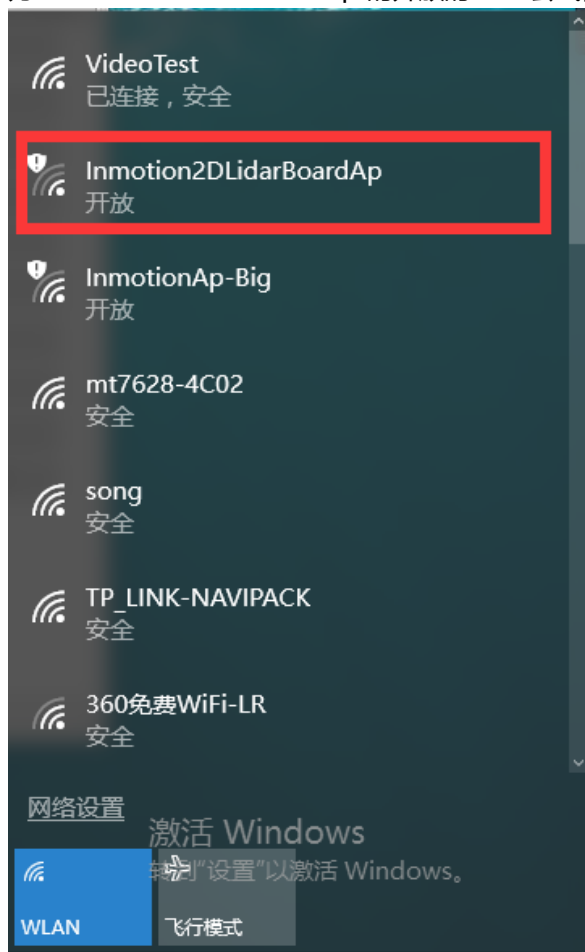 VideoTest
已连接，安全
Inmotion2DLidarBoardAp
开放
InmotionAp-Big
开放
mt7628-4C02
安全
song
安全
TP_LINK-NAVIPACK
安全
360免费WiFi-LR
安全
网络设置
激活 Windows
转到"设置"以激活 Windows。
WLAN
飞行模式